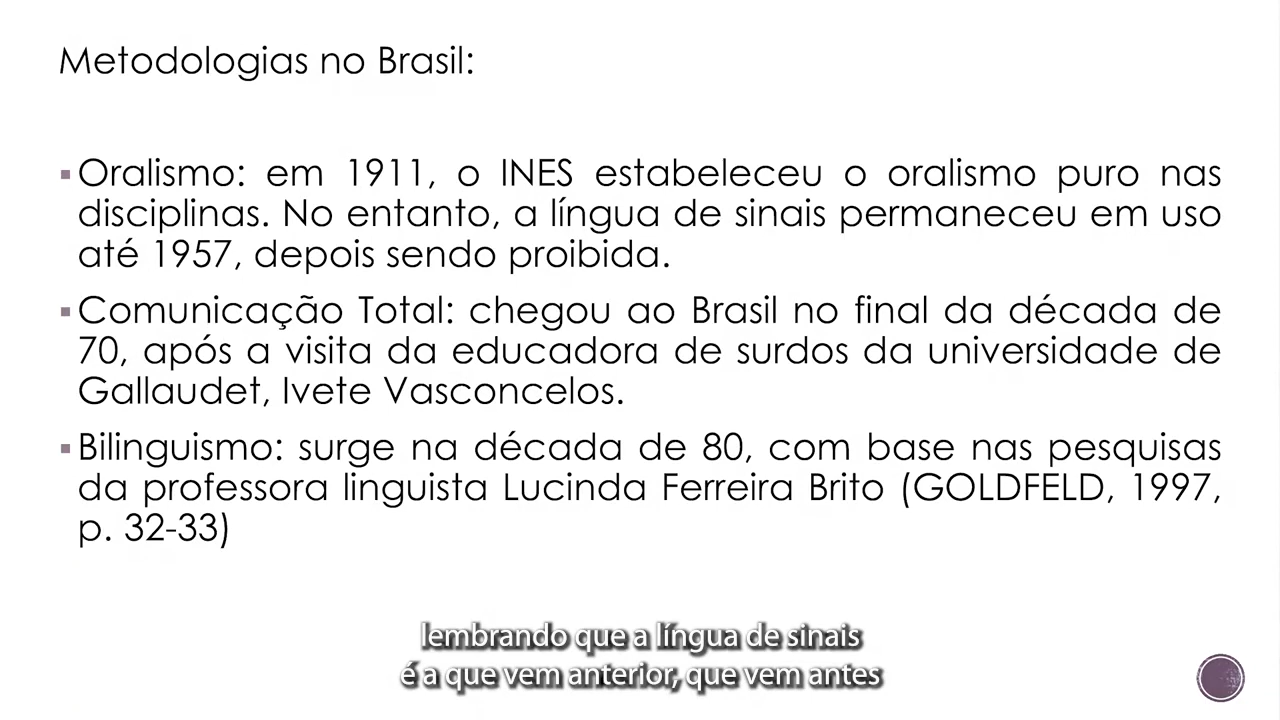 Metodologias no Brasil:
▪Oralismo: em 1911, o INES estabeleceu o oralismo puro nas
disciplinas. No entanto, a língua de sinais permaneceu em uso
até 1957, depois sendo proibida.
▪Comunicação Total: chegou ao Brasil no final da década de
70, após a visita da educadora de surdos da universidade de
Gallaudet, Ivete Vasconcelos.
▪Bilinguismo: surge na década de 80, com base nas pesquisas
da professora linguista Lucinda Ferreira Brito (GOLDFELD, 1997,
p. 32-33)
lembrando que a língua de sinais
é a que vem anterior, que vem antes